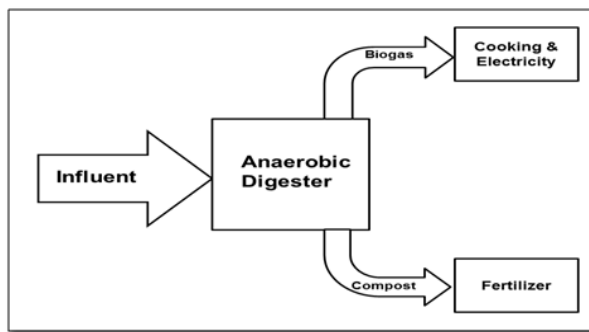 Influent
Anaerobic
Digester
Biogas
Cooking &
Electricity
Compost
Fertilizer